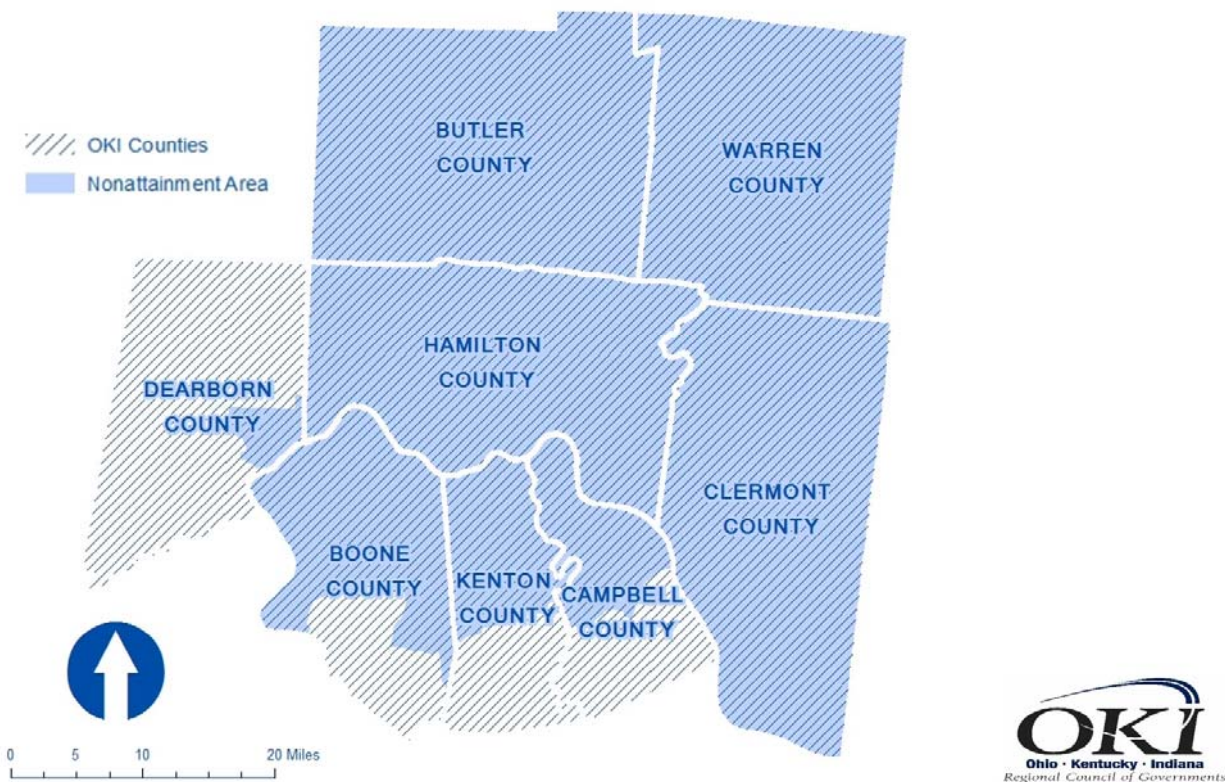 BUTLER
COUNTY
WARREN
COUNTY
OKI Counties
Nonattainment Area
HAMILTON
COUNTY
DEARBORN
COUNTY
CLERMONT
COUNTY
BOONE
COUNTY
KENTON
COUNTY
CAMPBELL
COUNTY
0 5 10 20 Miles
OKI
Ohio • Kentucky • Indiana
Regional Council of Governments